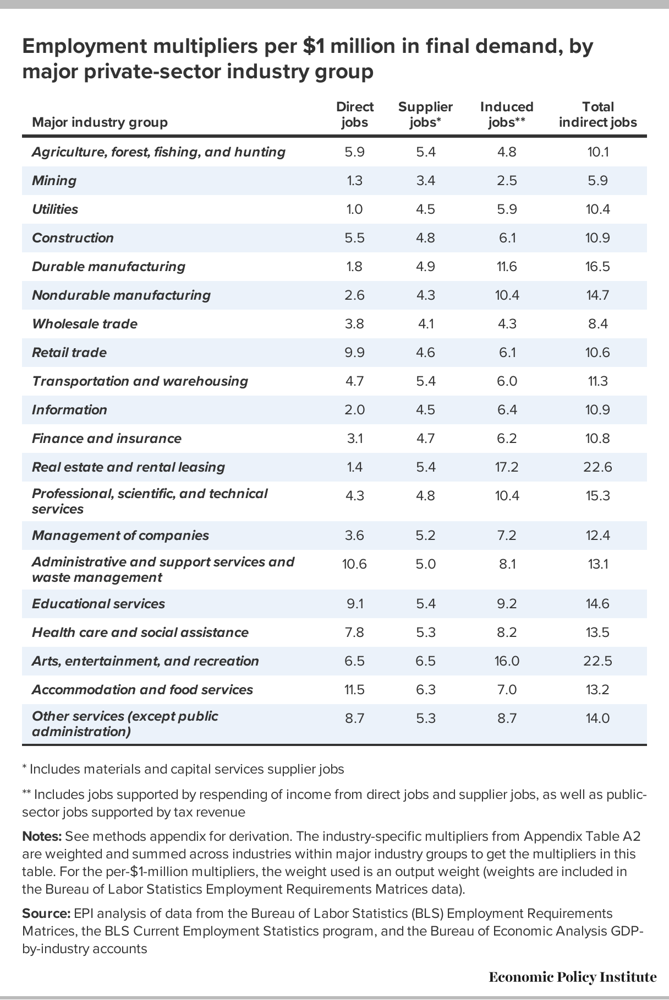 Employment multipliers per $1 million in final demand, by
major private-sector industry group
Major industry group Direct jobs Supplier jobs* Induced jobs** Total indirect jobs
Agriculture, forest, fishing, and hunting 5.9 5.4 4.8 10.1
Mining 1.3 3.4 2.5 5.9
Utilities 1.0 4.5 5.9 10.4
Construction 5.5 4.8 6.1 10.9
Durable manufacturing 1.8 4.9 11.6 16.5
Nondurable manufacturing 2.6 4.3 10.4 14.7
Wholesale trade 3.8 4.1 4.3 8.4
Retail trade 9.9 4.6 6.1 10.6
Transportation and warehousing 4.7 5.4 6.0 11.3
Information 2.0 4.5 6.4 10.9
Finance and insurance 3.1 4.7 6.2 10.8
Real estate and rental leasing 1.4 5.4 17.2 22.6
Professional, scientific, and technical services 4.3 4.8 10.4 15.3
Management of companies 3.6 5.2 7.2 12.4
Administrative and support services and waste management 10.6 5.0 8.1 13.1
Educational services 9.1 5.4 9.2 14.6
Health care and social assistance 7.8 5.3 8.2 13.5
Arts, entertainment, and recreation 6.5 6.5 16.0 22.5
Accommodation and food services 11.5 6.3 7.0 13.2
Other services (except public administration) 8.7 5.3 8.7 14.0
* Includes materials and capital services supplier jobs
** Includes jobs supported by respending of income from direct jobs and supplier jobs, as well as public-
sector jobs supported by tax revenue
Notes: See methods appendix for derivation. The industry-specific multipliers from Appendix Table A2
are weighted and summed across industries within major industry groups to get the multipliers in this
table. For the per-$1-million multipliers, the weight used is an output weight (weights are included in
the Bureau of Labor Statistics Employment Requirements Matrices data).
Source: EPI analysis of data from the Bureau of Labor Statistics (BLS) Employment Requirements
Matrices, the BLS Current Employment Statistics program, and the Bureau of Economic Analysis GDP-
by-industry accounts
Economic Policy Institute